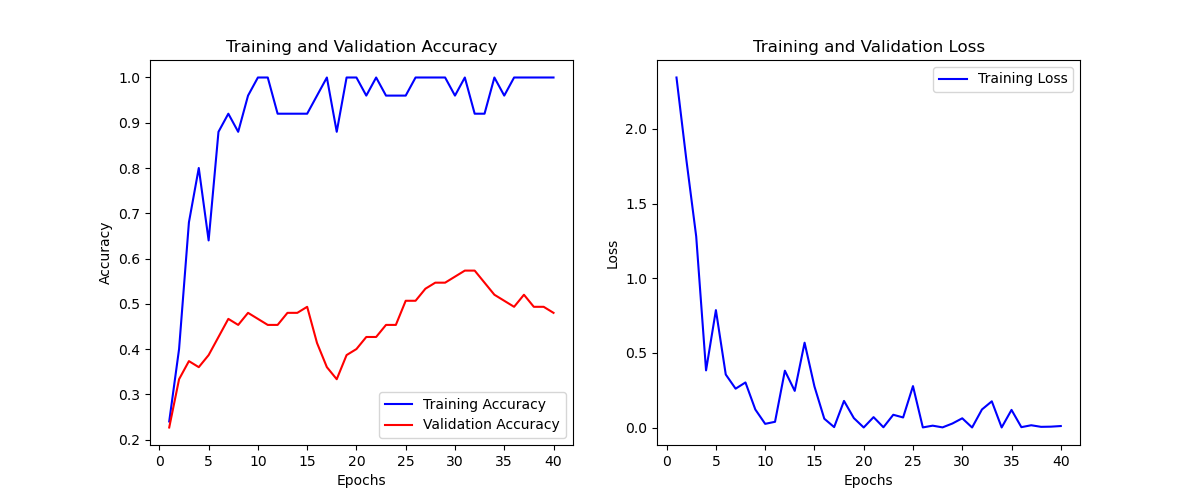 Training and Validation Accuracy
1.0
0.9
0.8
0.7
0.6
0.5
0.4
0.3
0.2
Accuracy
Training Accuracy
Validation Accuracy
0 5 10 15 20 25 30 35 40
Epochs
Training and Validation Loss
Training Loss
2.0
1.5
1.0
0.5
0.0
Loss
0 5 10 15 20 25 30 35 40
Epochs